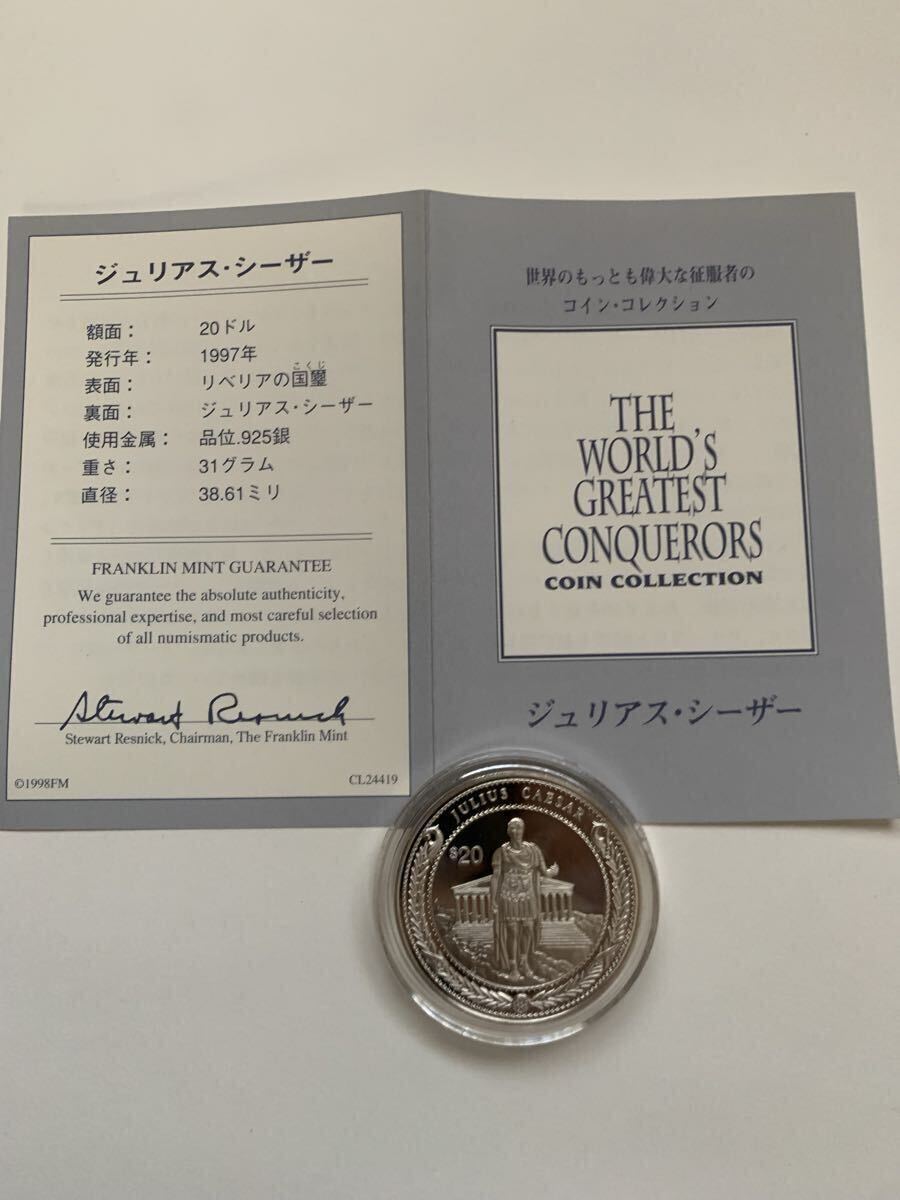 ジュリアス・シーザー
額面： 20ドル
発行年： 1997年
こくじ
表面： リベリアの国璽
裏面： ジュリアス・シーザー
使用金属： 品位.925銀
重さ： 31グラム
直径： 38.61ミリ
FRANKLIN MINT GUARANTEE
We guarantee the absolute authenticity,
professional expertise, and most careful selection
of all numismatic products.
Stewart Resnick
Stewart Resnick, Chairman, The Franklin Mint
©1998FM CL24419
世界のもっとも偉大な征服者の
コイン・コレクション
THE
WORLD'S
GREATEST
CONQUERORS
COIN COLLECTION
ジュリアス・シーザー
JULIUS CAESAR
$20